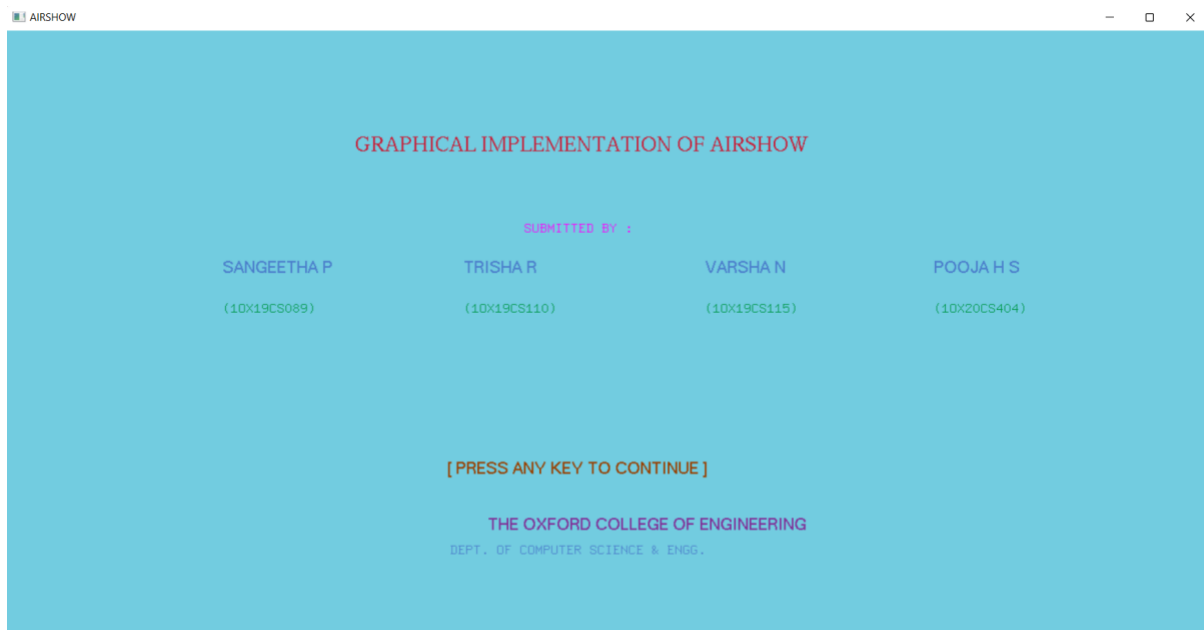 AIRSHOW
GRAPHICAL IMPLEMENTATION OF AIRSHOW
SUBMITTED BY :
SANGEETHA P TRISHA R VARSHA N POOJA H S
(1OX19CS089) (1OX19CS110) (1OX19CS115) (1OX20CS404)
[ PRESS ANY KEY TO CONTINUE ]
THE OXFORD COLLEGE OF ENGINEERING
DEPT. OF COMPUTER SCIENCE & ENGG.